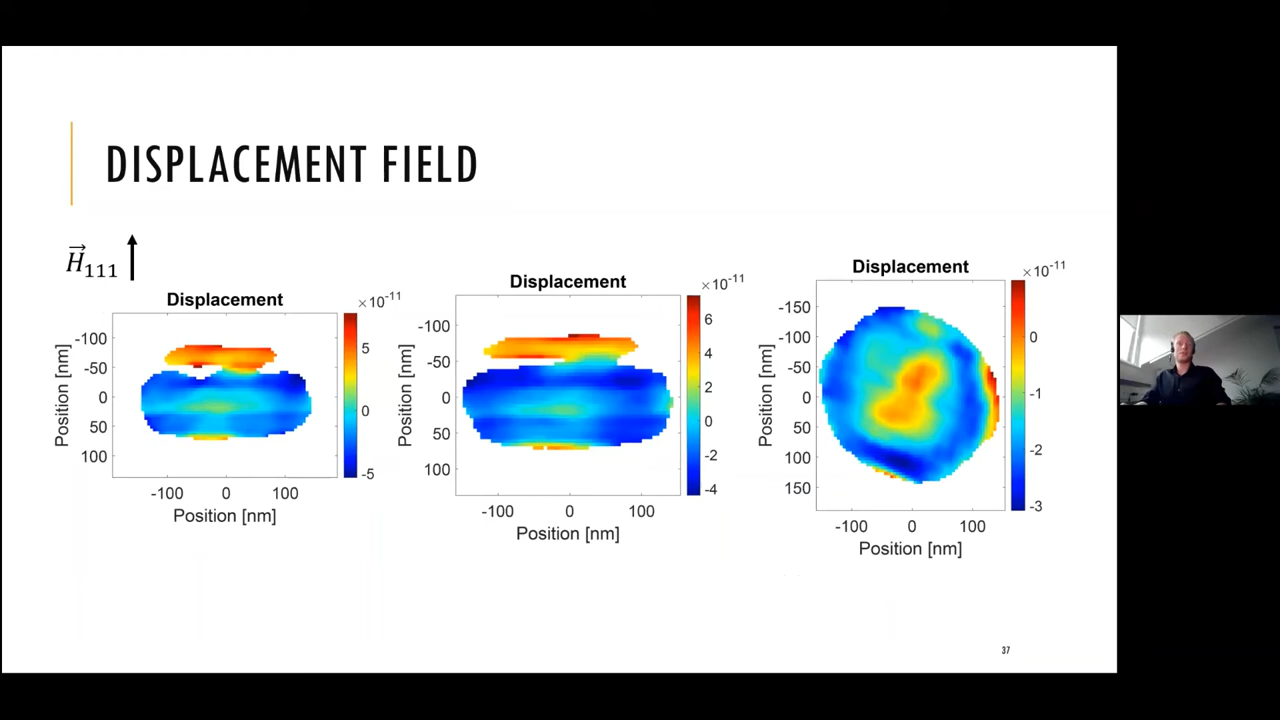 DISPLACEMENT FIELD
H⃗₁₁₁
Displacement
×10⁻¹¹
5
0
-5
-100
-50
0
50
100
Position [nm]
-100 0 100
Position [nm]
Displacement
×10⁻¹¹
6
4
2
0
-2
-4
-100
-50
0
50
100
Position [nm]
-100 0 100
Position [nm]
Displacement
×10⁻¹¹
0
-1
-2
-3
-150
-100
-50
0
50
100
150
Position [nm]
-100 0 100
Position [nm]
37